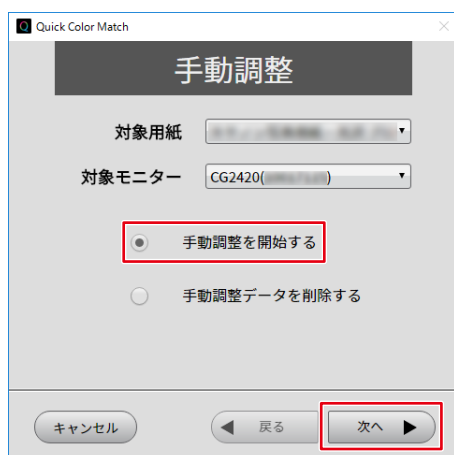 Quick Color Match
手動調整
対象用紙
対象モニター CG2420( )
手動調整を開始する
手動調整データを削除する
キャンセル 戻る 次へ